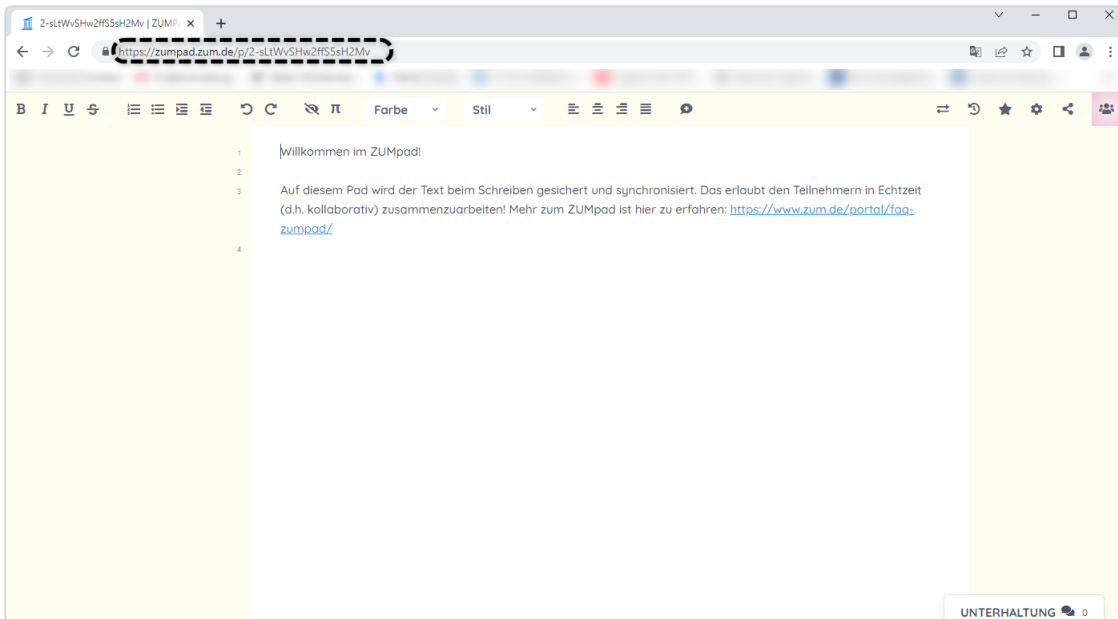 2-sLtWvSHw2ffS5sH2Mv | ZUMP
https://zumpad.zum.de/p/2-sLtWvSHw2ffS5sH2Mv
B I U S π Farbe Stil
1 Willkommen im ZUMpad!
2
3 Auf diesem Pad wird der Text beim Schreiben gesichert und synchronisiert. Das erlaubt den Teilnehmern in Echtzeit
(d.h. kollaborativ) zusammenzuarbeiten! Mehr zum ZUMpad ist hier zu erfahren: https://www.zum.de/portal/faq-
zumpad/
4
UNTERHALTUNG 0